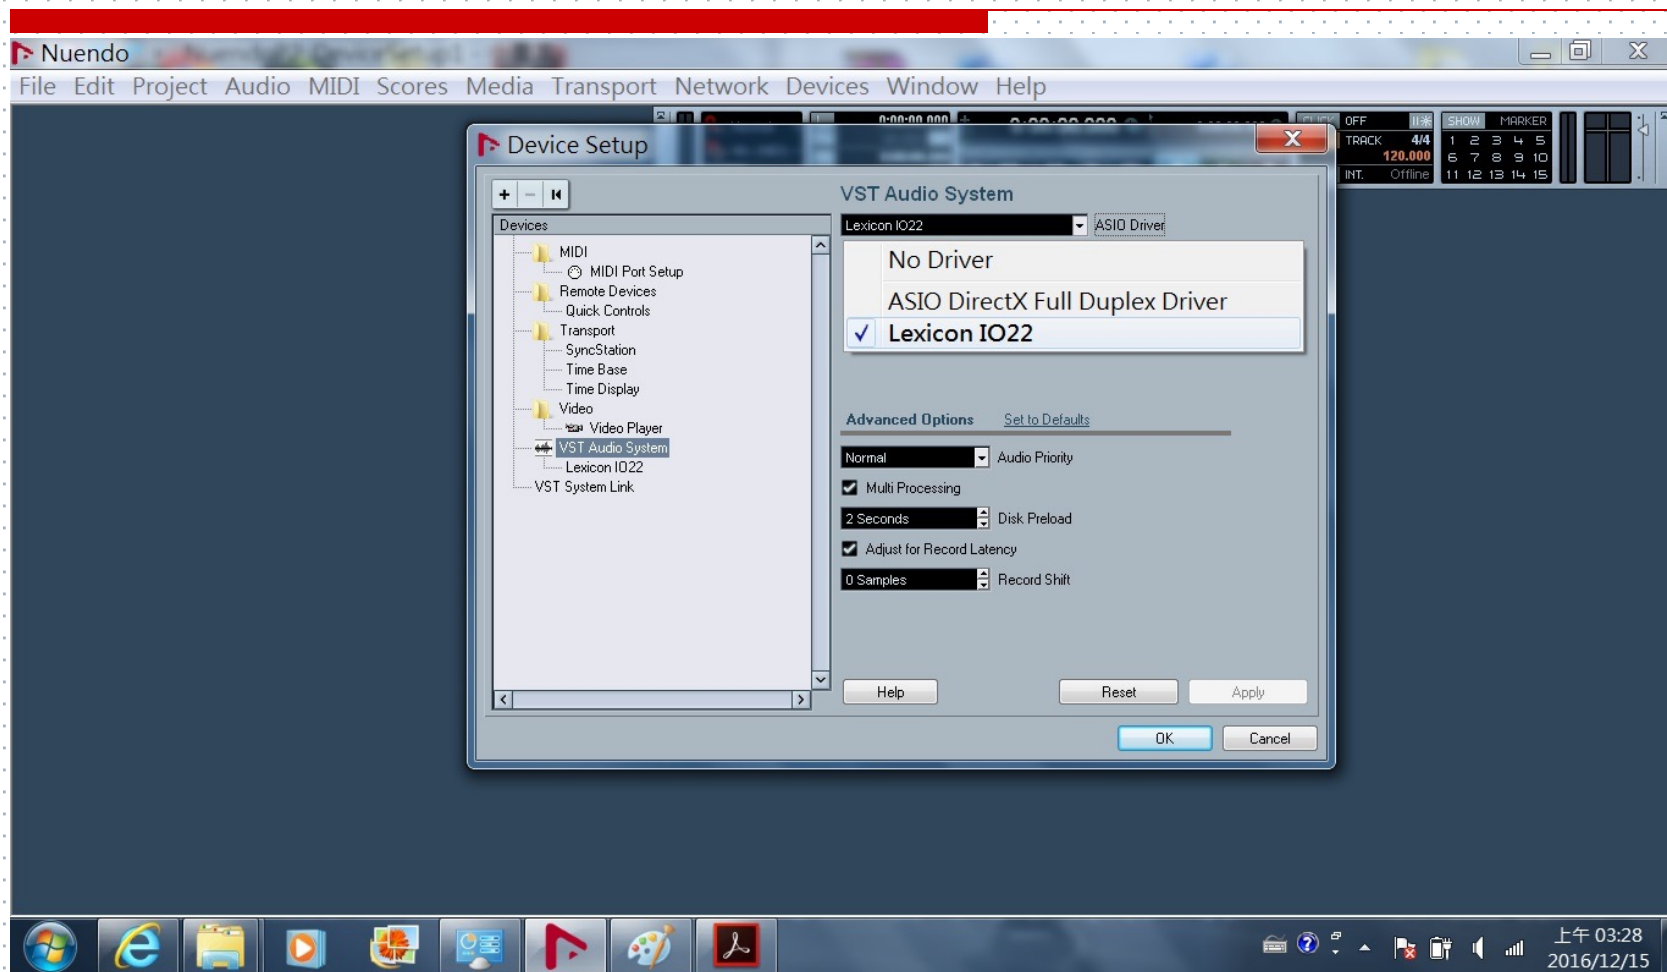 Nuendo
File Edit Project Audio MIDI Scores Media Transport Network Devices Window Help
0:00:00.000
OFF
SHOW MARKER
TRACK 4/4
1 2 3 4 5
120.000
6 7 8 9 10
INT. Offline
11 12 13 14 15
Device Setup
VST Audio System
Devices
Lexicon IO22 ASIO Driver
MIDI
MIDI Port Setup
Remote Devices
Quick Controls
Transport
SyncStation
Time Base
Time Display
Video
Video Player
VST Audio System
Lexicon IO22
VST System Link
No Driver
ASIO DirectX Full Duplex Driver
Lexicon IO22
Advanced Options Set to Defaults
Normal Audio Priority
Multi Processing
2 Seconds Disk Preload
Adjust for Record Latency
0 Samples Record Shift
Help Reset Apply
OK Cancel
上午 03:28
2016/12/15